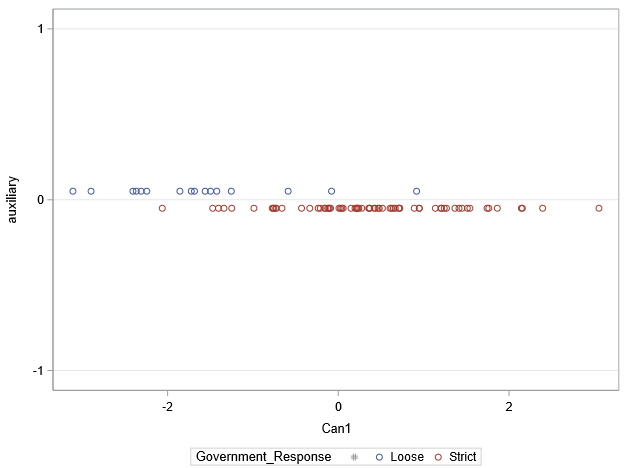 1
auxiliary
0
-1
-2 0 2
Can1
Government_Response Loose Strict